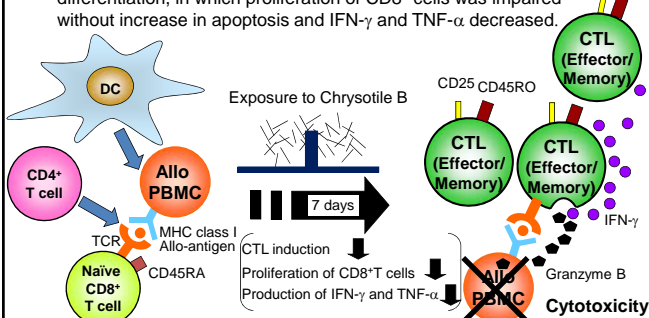 differentiation, in which proliferation of CD8⁺ cells was impaired
without increase in apoptosis and IFN-γ and TNF-α decreased.
DC
CD4⁺
T cell
Allo
PBMC
TCR
MHC class I
Allo-antigen
Naïve
CD8⁺
T cell
CD45RA
Exposure to Chrysotile B
7 days
CTL induction
Proliferation of CD8⁺T cells
Production of IFN-γ and TNF-α
CTL
(Effector/
Memory)
CD25
CD45RO
CTL
(Effector/
Memory)
CTL
(Effector/
Memory)
IFN-γ
Granzyme B
Allo
PBMC
Cytotoxicity